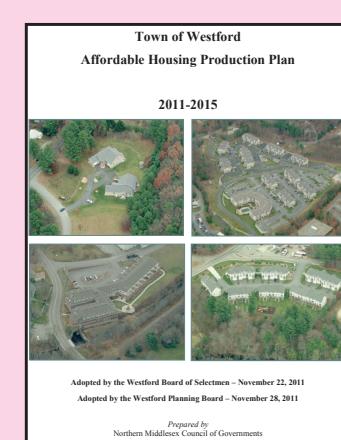 Town of Westford
Affordable Housing Production Plan
2011-2015
Adopted by the Westford Board of Selectmen – November 22, 2011
Adopted by the Westford Planning Board – November 28, 2011
Prepared by
Northern Middlesex Council of Governments